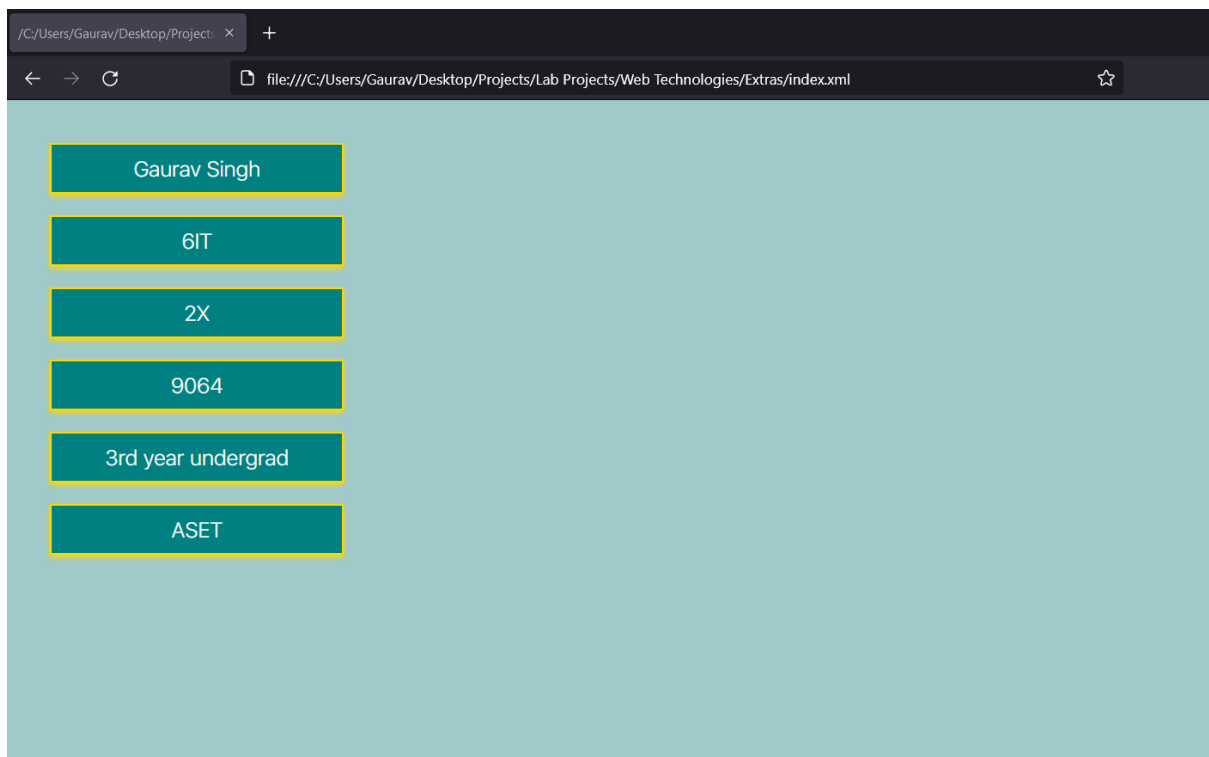 /C:/Users/Gaurav/Desktop/Projects
file:///C:/Users/Gaurav/Desktop/Projects/Lab Projects/Web Technologies/Extras/index.xml
Gaurav Singh
6IT
2X
9064
3rd year undergrad
ASET